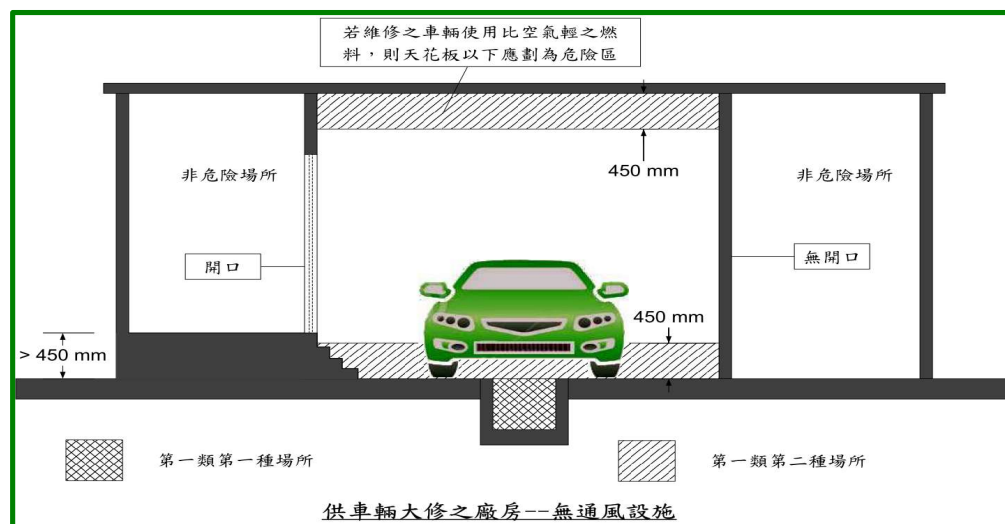 若維修之車輛使用比空氣輕之燃
料，則天花板以下應劃為危險區
450 mm
非危險場所
非危險場所
開口
無開口
450 mm
> 450 mm
第一類第一種場所
第一類第二種場所
供車輛大修之廠房--無通風設施